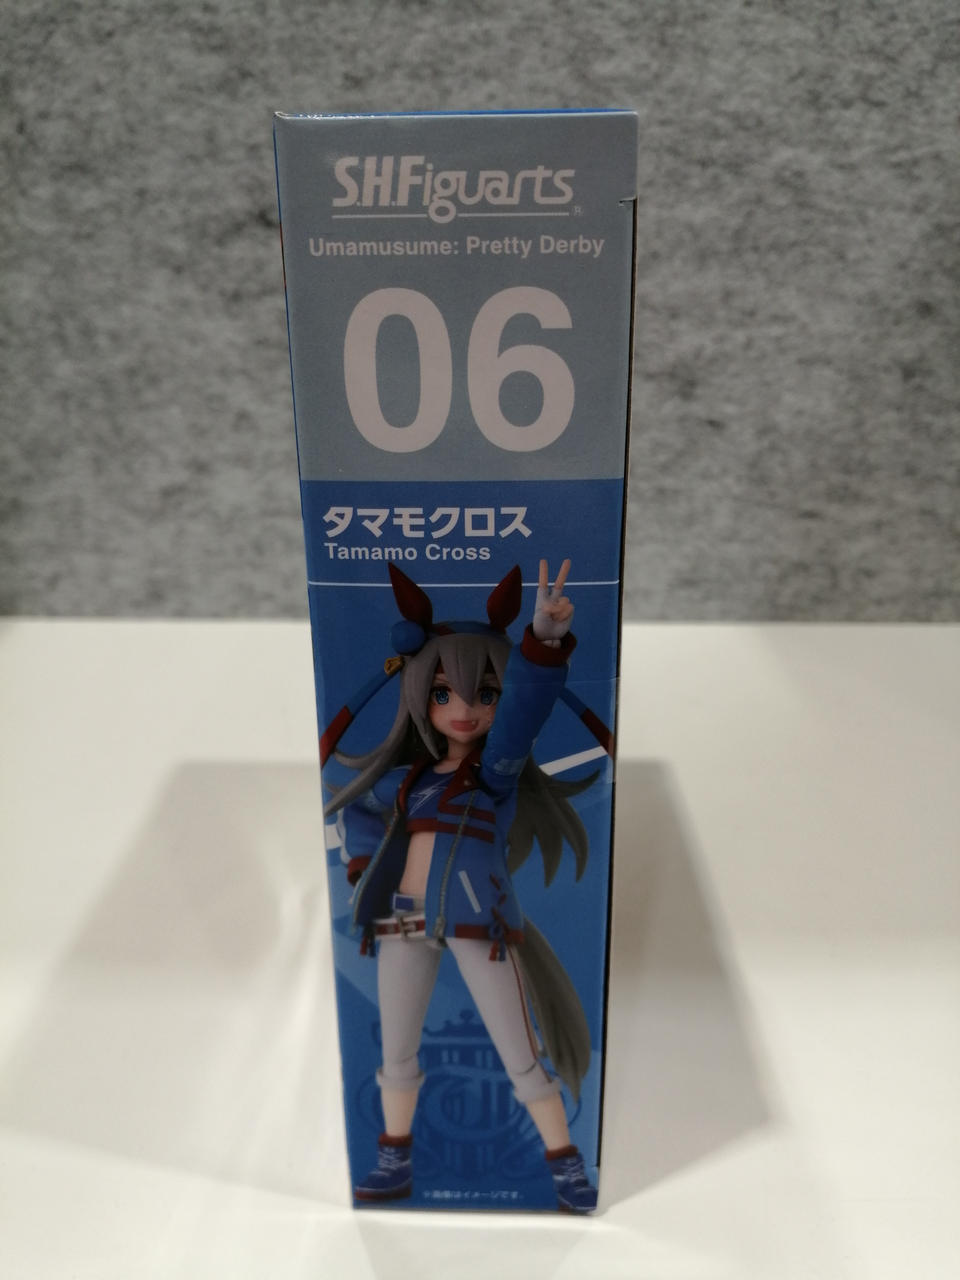 S.H.Figuarts
Umamusume: Pretty Derby
06
タマモクロス
Tamamo Cross
※画像はイメージです。